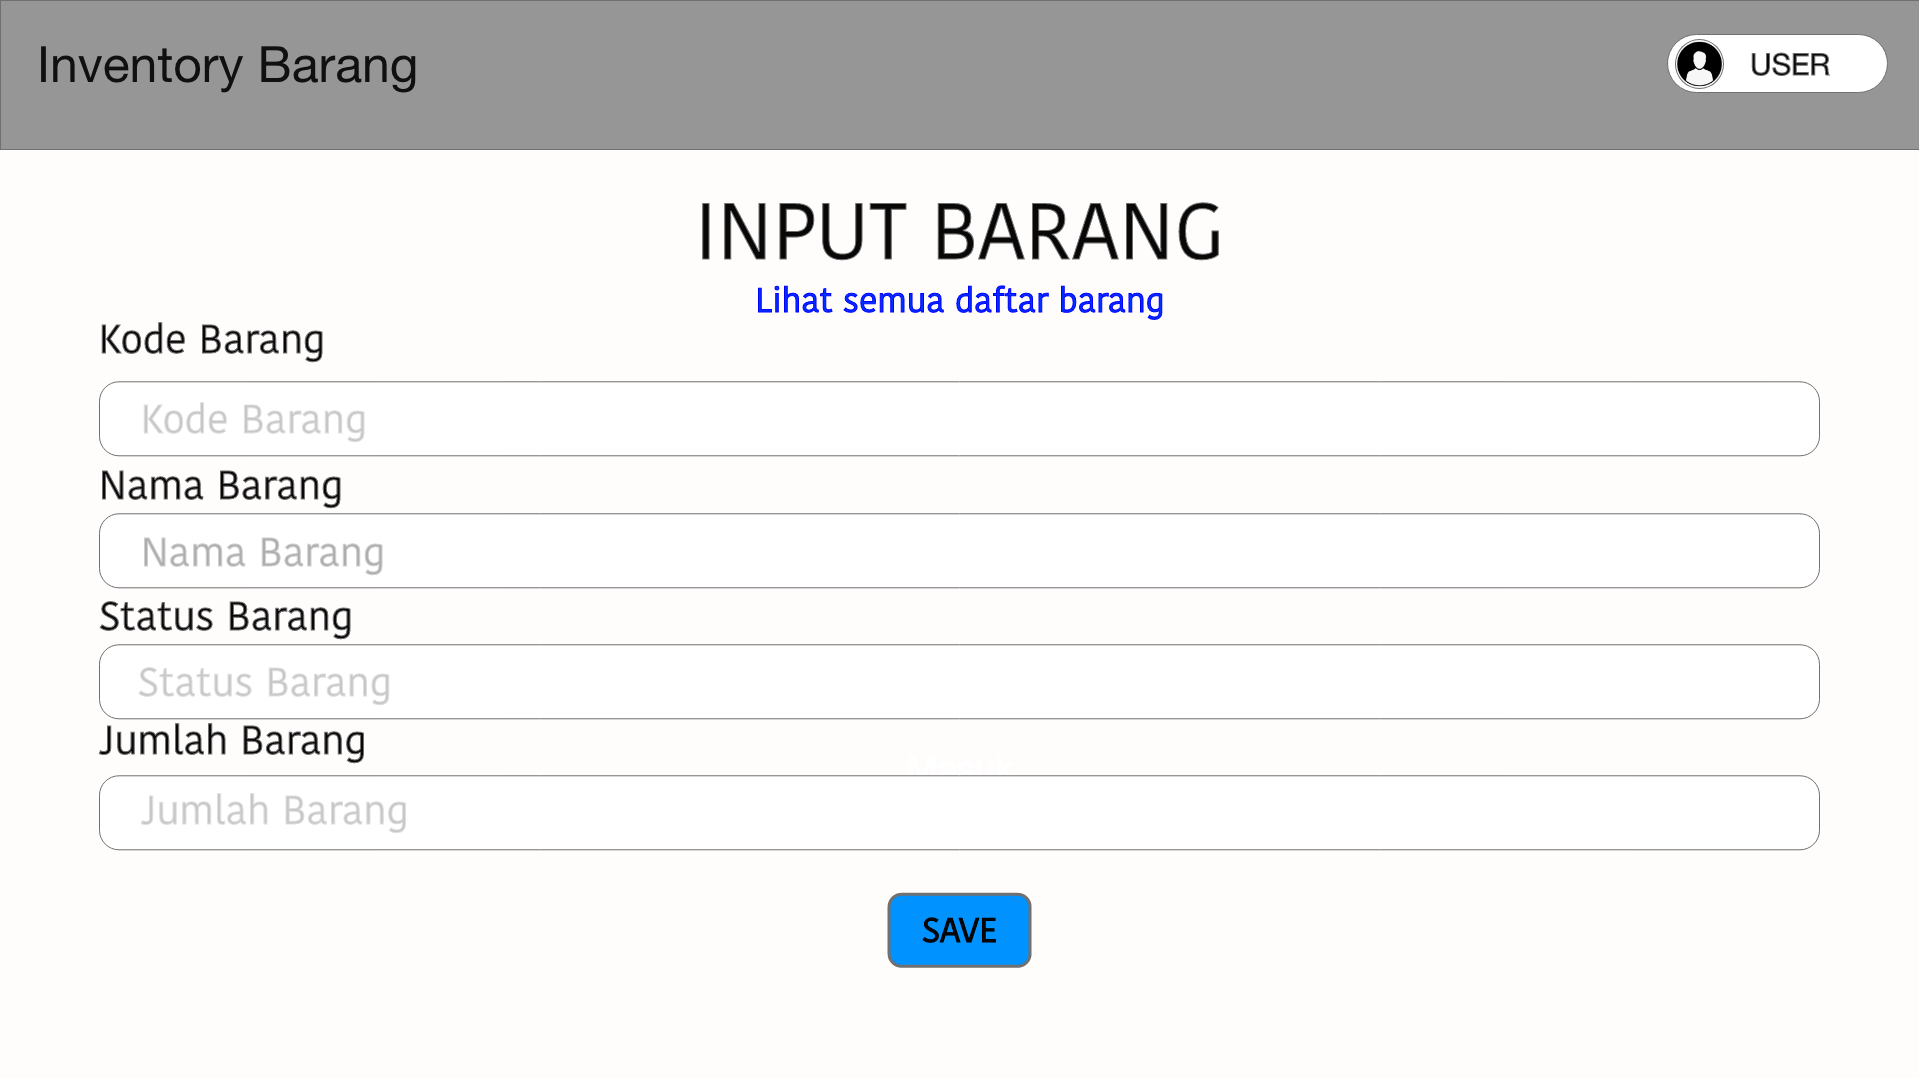 Inventory Barang
USER
INPUT BARANG
Lihat semua daftar barang
Kode Barang
Kode Barang
Nama Barang
Nama Barang
Status Barang
Status Barang
Jumlah Barang
Jumlah Barang
SAVE